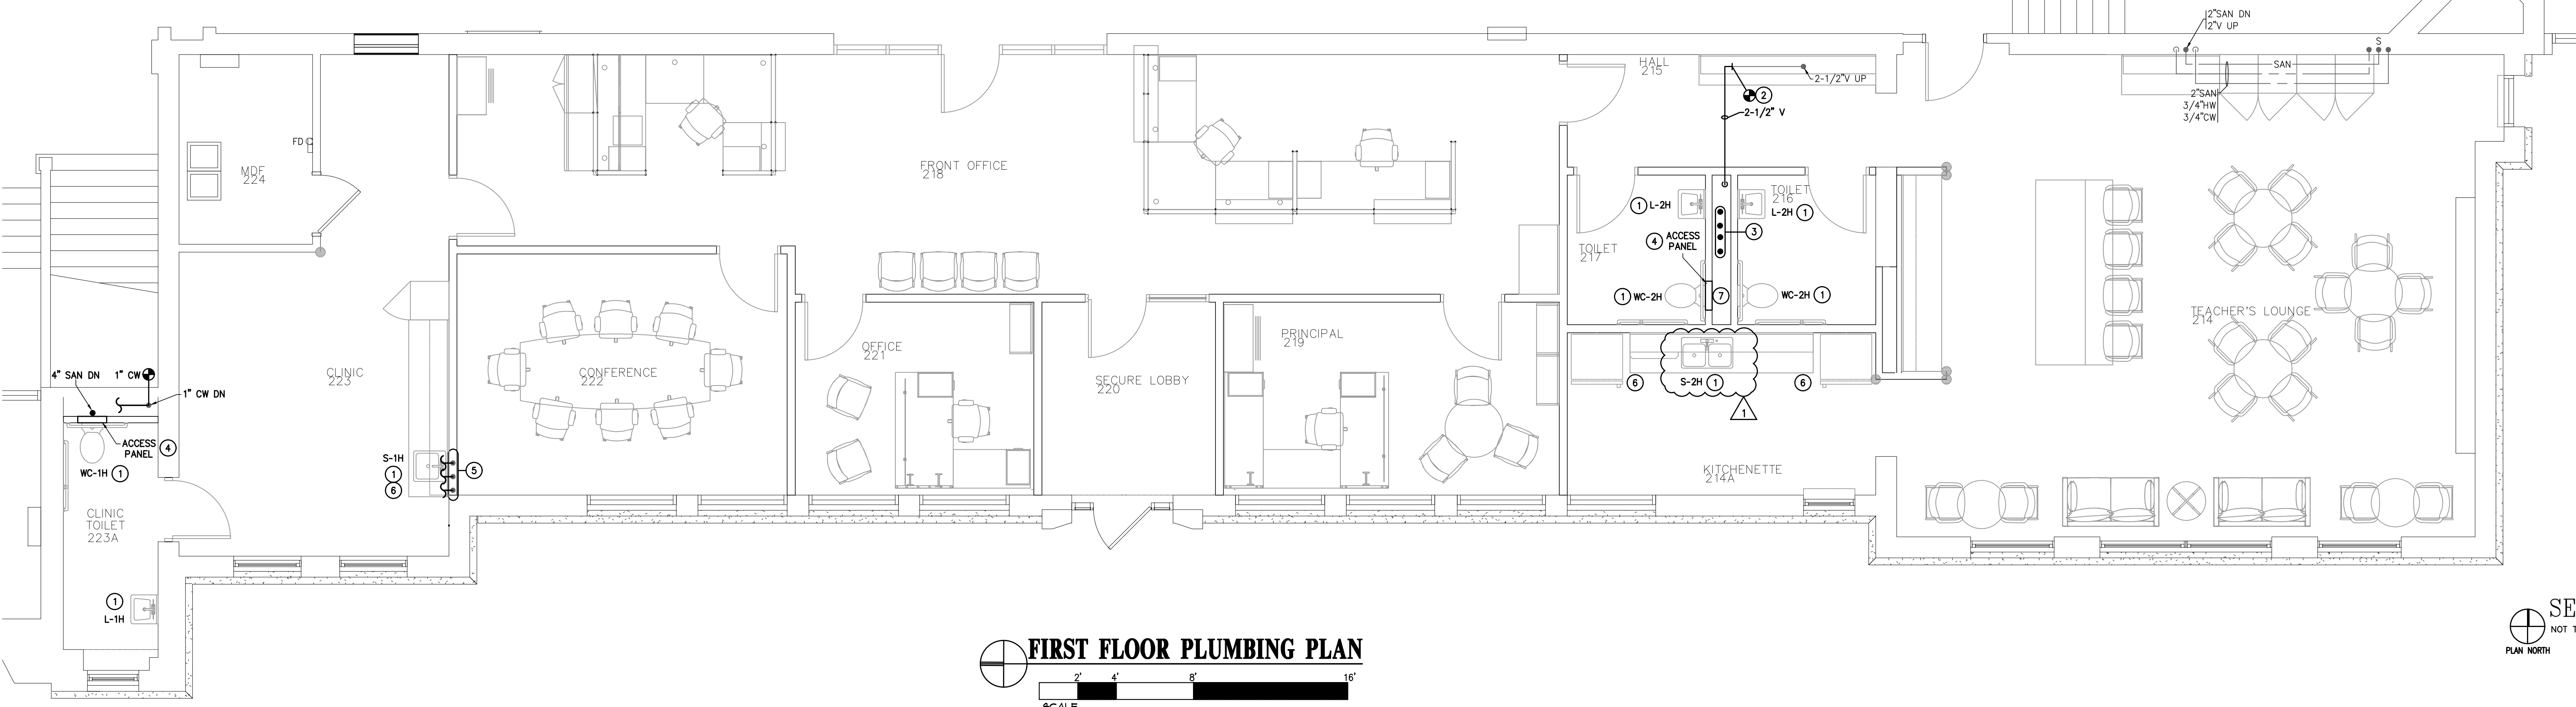 2"SAN DN
2"V UP
S
SAN
2"SAN
3/4"HW
3/4"CW
HALL
215
2-1/2"V UP
2
2-1/2" V
FD
MDF
224
FRONT OFFICE
218
TOILET
216
1 L-2H
L-2H 1
3
4 ACCESS
PANEL
TOILET
217
1 WC-2H
7
WC-2H 1
TEACHER'S LOUNGE
214
PRINCIPAL
219
OFFICE
221
CONFERENCE
222
CLINIC
223
SECURE LOBBY
220
6
S-2H 1
6
1
4" SAN DN
1" CW
1" CW DN
ACCESS
PANEL
4
WC-1H 1
S-1H
1
6
5
KITCHENETTE
214A
CLINIC
TOILET
223A
1
L-1H
FIRST FLOOR PLUMBING PLAN
2'
4'
8'
16'
SCALE
SE
NOT T
PLAN NORTH